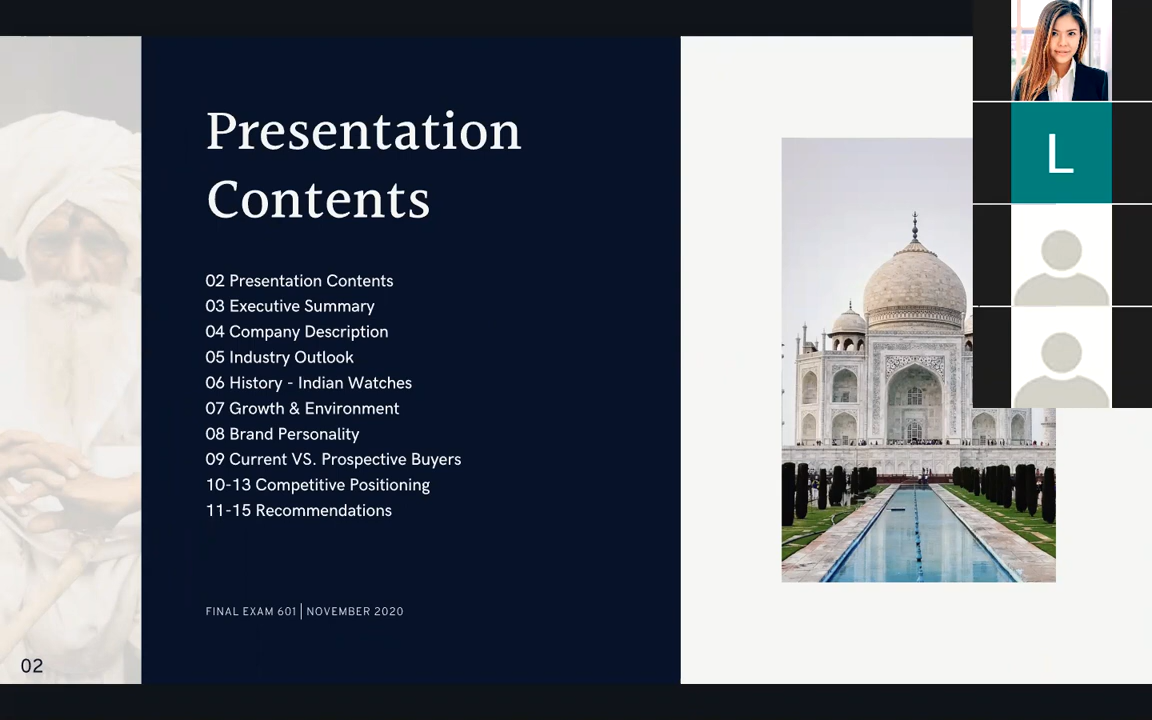 Presentation
Contents
02 Presentation Contents
03 Executive Summary
04 Company Description
05 Industry Outlook
06 History - Indian Watches
07 Growth & Environment
08 Brand Personality
09 Current VS. Prospective Buyers
10-13 Competitive Positioning
11-15 Recommendations
FINAL EXAM 601 | NOVEMBER 2020
02
L